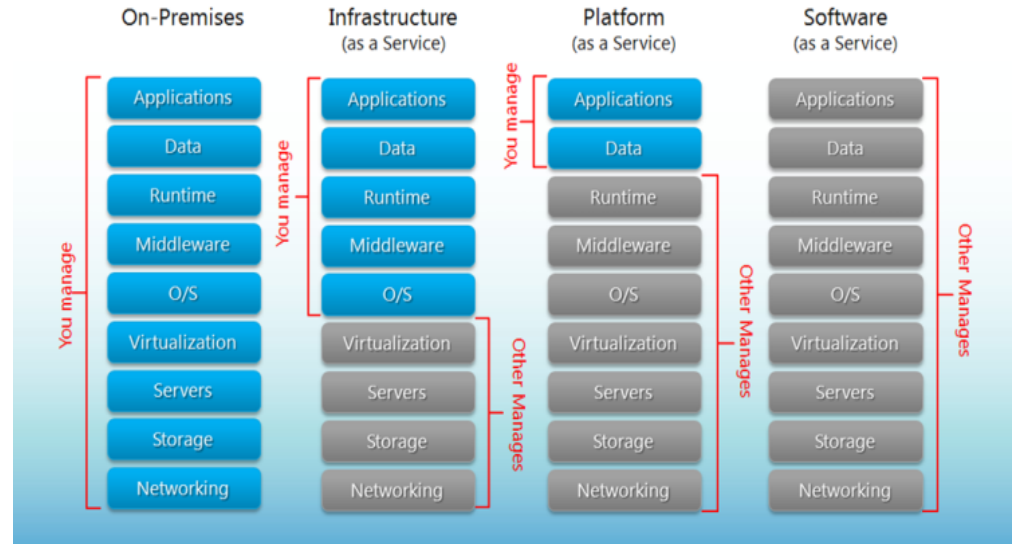 On-Premises
Applications
Data
Runtime
Middleware
O/S
Virtualization
Servers
Storage
Networking
You manage
Infrastructure
(as a Service)
Applications
Data
Runtime
Middleware
O/S
Virtualization
Servers
Storage
Networking
You manage
Other Manages
Platform
(as a Service)
Applications
Data
Runtime
Middleware
O/S
Virtualization
Servers
Storage
Networking
You manage
Other Manages
Software
(as a Service)
Applications
Data
Runtime
Middleware
O/S
Virtualization
Servers
Storage
Networking
Other Manages